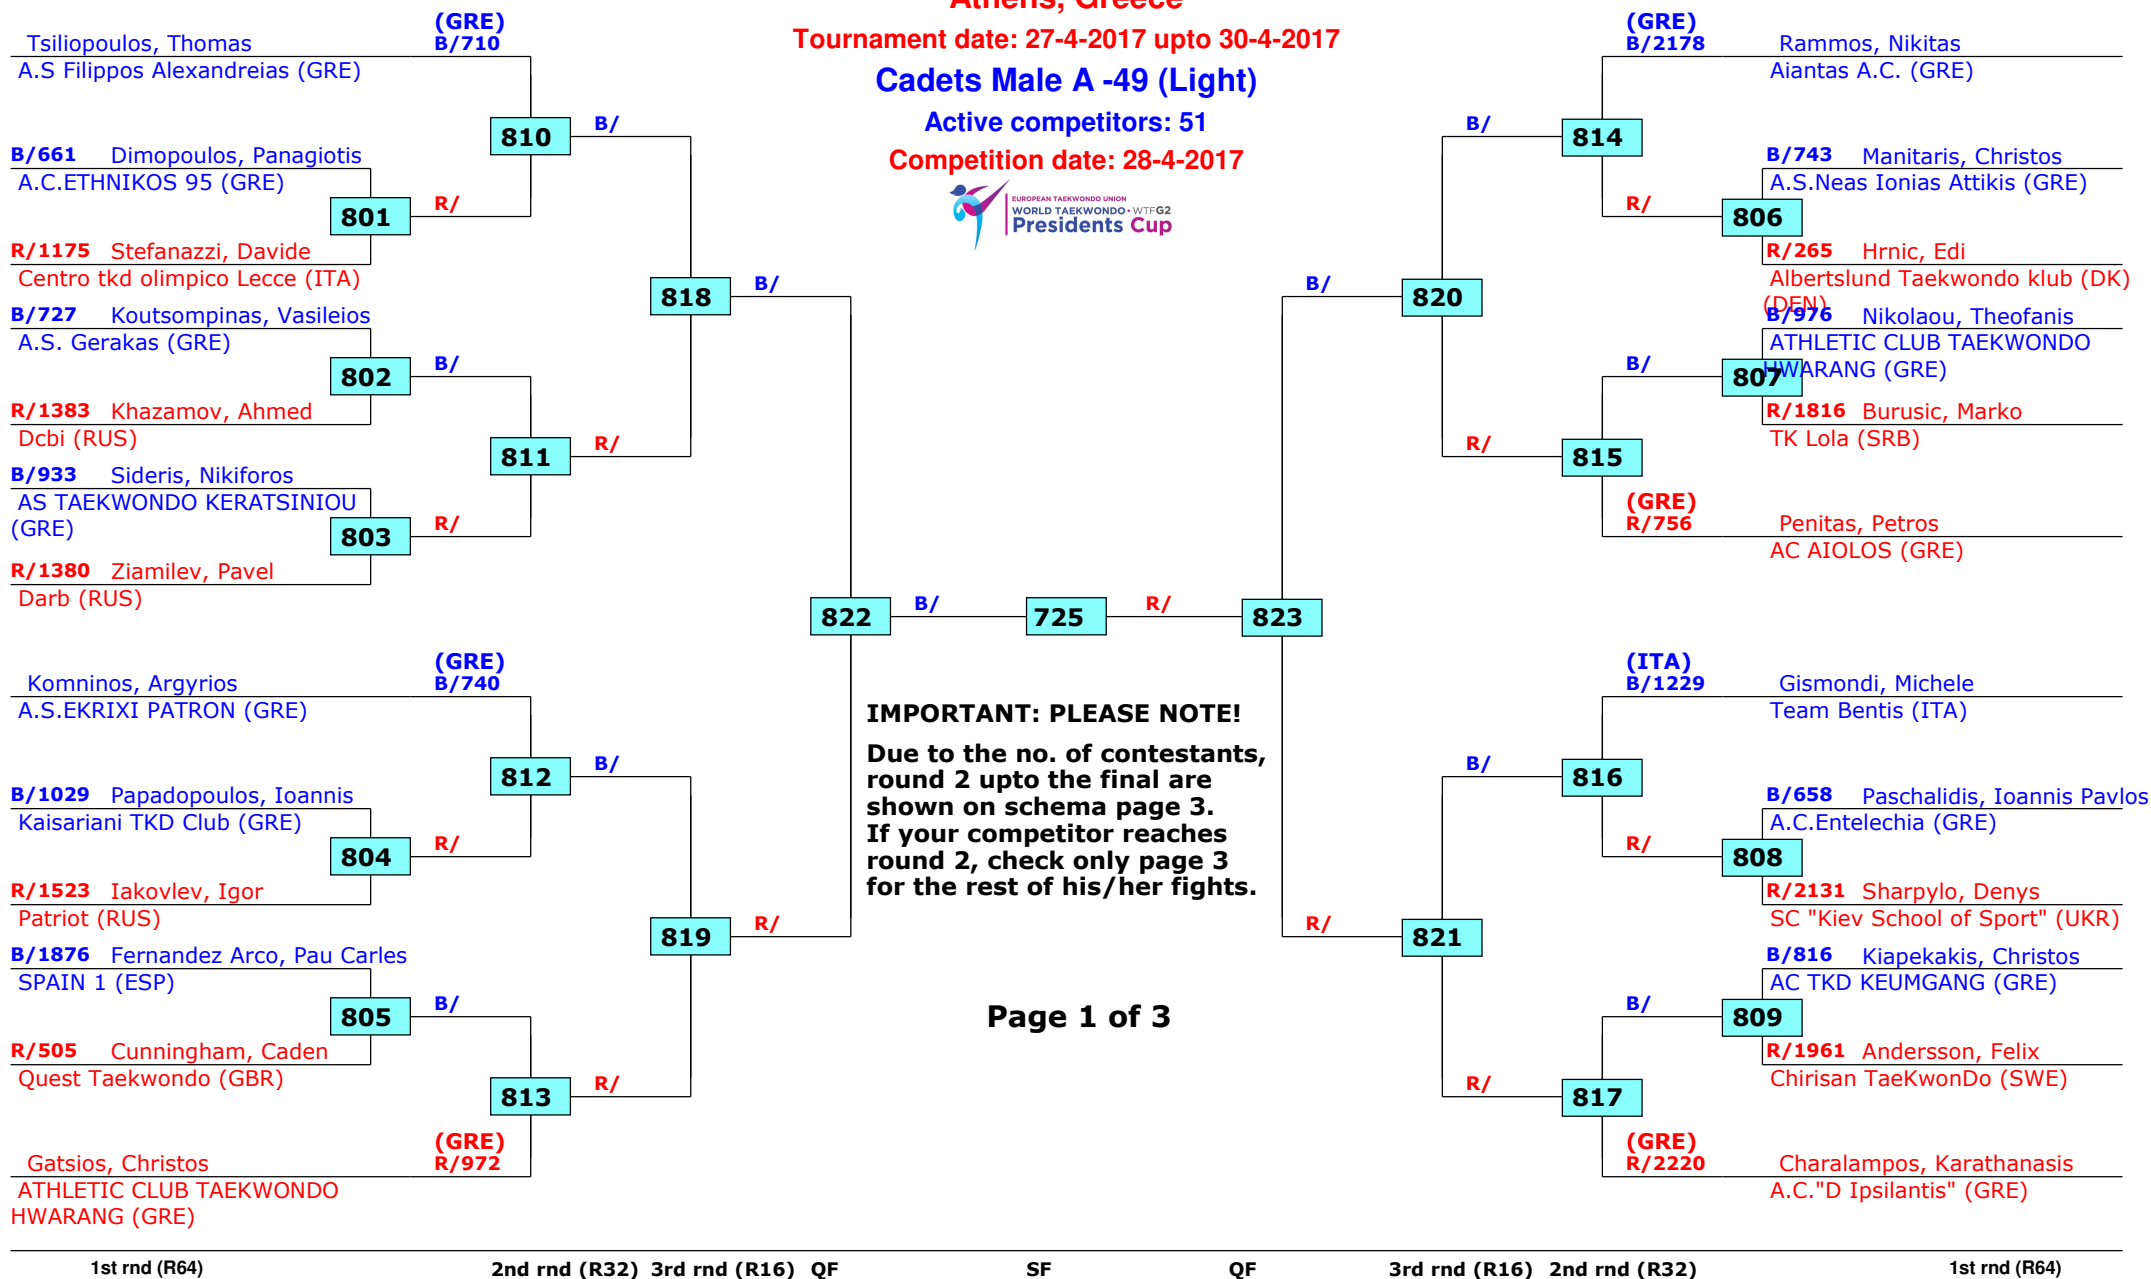 Athens, Greece
Tournament date: 27-4-2017 upto 30-4-2017
Cadets Male A -49 (Light)
Active competitors: 51
Competition date: 28-4-2017
EUROPEAN TAEKWONDO UNION
WORLD TAEKWONDO • WTFG2
Presidents Cup
(GRE)
Tsiliopoulos, Thomas B/710
A.S Filippos Alexandreias (GRE)
810 B/
B/661 Dimopoulos, Panagiotis
A.C.ETHNIKOS 95 (GRE)
801 R/
R/1175 Stefanazzi, Davide
Centro tkd olimpico Lecce (ITA)
818 B/
B/727 Koutsompinas, Vasileios
A.S. Gerakas (GRE)
802 B/
R/1383 Khazamov, Ahmed
Dcbi (RUS)
811 R/
B/933 Sideris, Nikiforos
AS TAEKWONDO KERATSINIOU
(GRE)
803 R/
R/1380 Ziamilev, Pavel
Darb (RUS)
822 B/ 725 R/ 823
(GRE)
Komninos, Argyrios B/740
A.S.EKRIXI PATRON (GRE)
812 B/
B/1029 Papadopoulos, Ioannis
Kaisariani TKD Club (GRE)
804 R/
R/1523 Iakovlev, Igor
Patriot (RUS)
819 R/
B/1876 Fernandez Arco, Pau Carles
SPAIN 1 (ESP)
805 B/
R/505 Cunningham, Caden
Quest Taekwondo (GBR)
813 R/
(GRE)
Gatsios, Christos R/972
ATHLETIC CLUB TAEKWONDO
HWARANG (GRE)
IMPORTANT: PLEASE NOTE!
Due to the no. of contestants,
round 2 upto the final are
shown on schema page 3.
If your competitor reaches
round 2, check only page 3
for the rest of his/her fights.
Page 1 of 3
(GRE)
B/2178 Rammos, Nikitas
Aiantas A.C. (GRE)
B/ 814
B/743 Manitaris, Christos
A.S.Neas Ionias Attikis (GRE)
R/ 806
R/265 Hrnic, Edi
Albertslund Taekwondo klub (DK)
(DEN)
B/ 820
B/976 Nikolaou, Theofanis
ATHLETIC CLUB TAEKWONDO
HWARANG (GRE)
B/ 807
R/1816 Burusic, Marko
TK Lola (SRB)
R/ 815
(GRE)
R/756 Penitas, Petros
AC AIOLOS (GRE)
(ITA)
B/1229 Gismondi, Michele
Team Bentis (ITA)
B/ 816
B/658 Paschalidis, Ioannis Pavlos
A.C.Entelechia (GRE)
R/ 808
R/2131 Sharpylo, Denys
SC "Kiev School of Sport" (UKR)
R/ 821
B/816 Kiapekakis, Christos
AC TKD KEUMGANG (GRE)
B/ 809
R/1961 Andersson, Felix
Chirisan TaeKwonDo (SWE)
R/ 817
(GRE)
R/2220 Charalampos, Karathanasis
A.C."D Ipsilantis" (GRE)
1st rnd (R64) 2nd rnd (R32) 3rd rnd (R16) QF SF QF 3rd rnd (R16) 2nd rnd (R32) 1st rnd (R64)